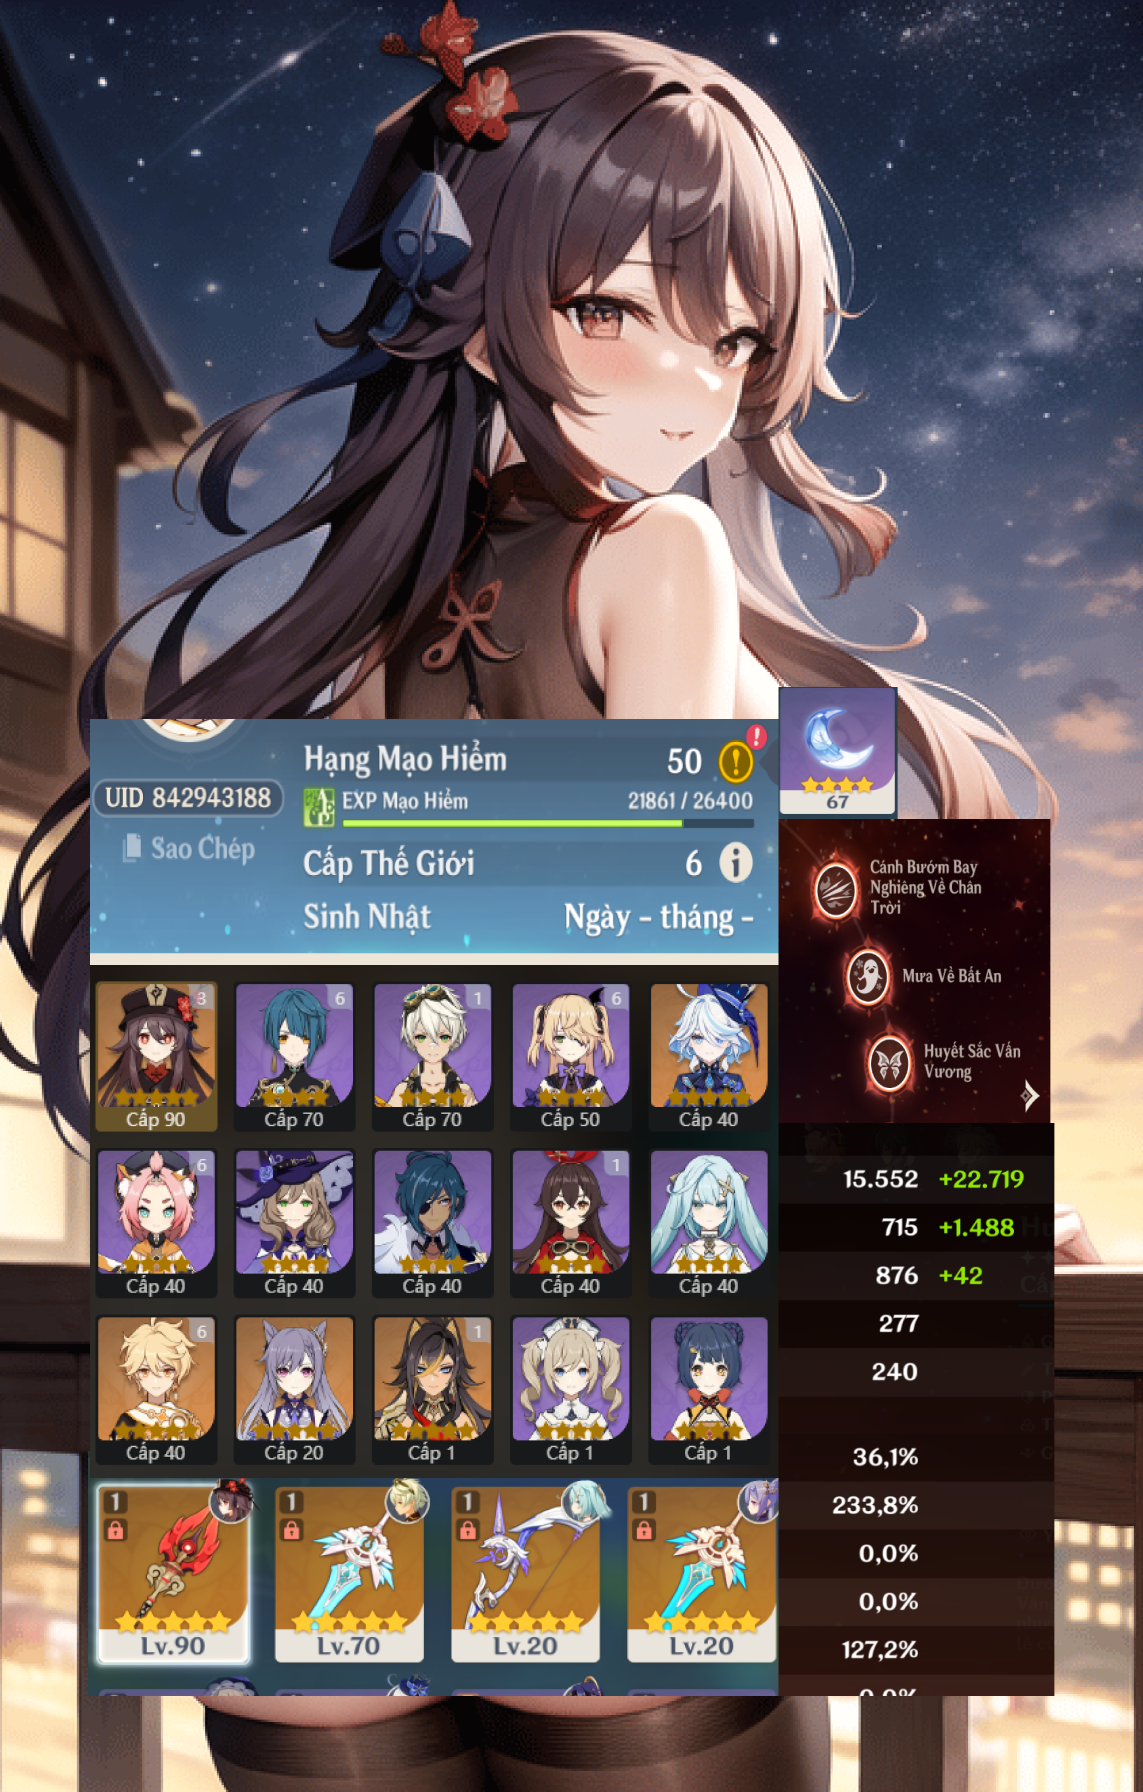 Hạng Mạo Hiểm 50
UID 842943188
EXP Mạo Hiểm 21861 / 26400
Sao Chép
Cấp Thế Giới 6
Sinh Nhật Ngày - tháng -
67
3
6
1
6
Cấp 90
Cấp 70
Cấp 70
Cấp 50
Cấp 40
6
1
Cấp 40
Cấp 40
Cấp 40
Cấp 40
Cấp 40
6
1
Cấp 40
Cấp 20
Cấp 1
Cấp 1
Cấp 1
1
1
1
1
Lv.90
Lv.70
Lv.20
Lv.20
Cánh Bướm Bay
Nghiêng Về Chân
Trời
Mưa Về Bất An
Huyết Sắc Vấn
Vương
15.552 +22.719
715 +1.488
876 +42
277
240
36,1%
233,8%
0,0%
0,0%
127,2%
0,0%